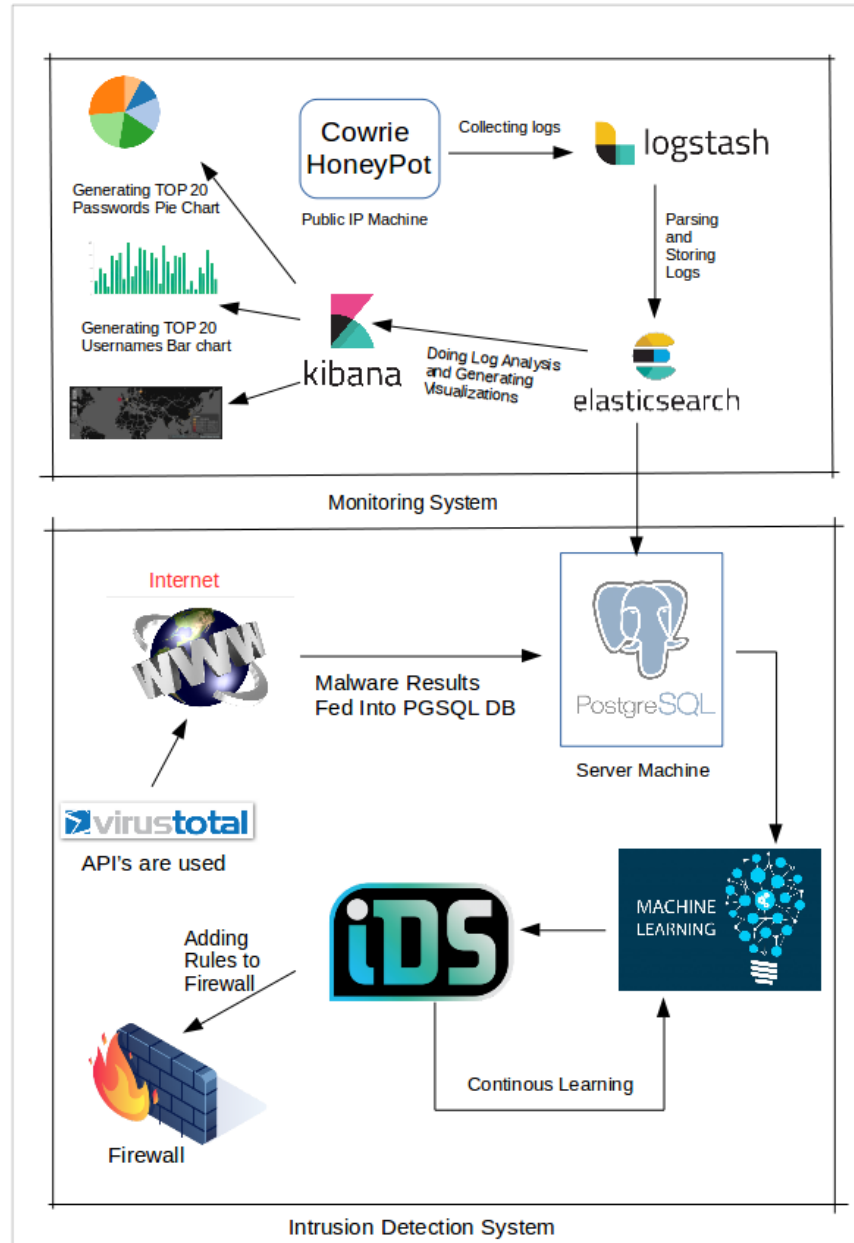 Cowrie
HoneyPot
Public IP Machine
Collecting logs
logstash
Parsing
and
Storing
Logs
elasticsearch
Doing Log Analysis
and Generating
Visualizations
kibana
Generating TOP 20
Passwords Pie Chart
Generating TOP 20
Usernames Bar chart
Monitoring System
Internet
WWW
Malware Results
Fed Into PGSQL DB
PostgreSQL
Server Machine
virustotal
API's are used
MACHINE
LEARNING
iDS
Adding
Rules to
Firewall
Continous Learning
Firewall
Intrusion Detection System